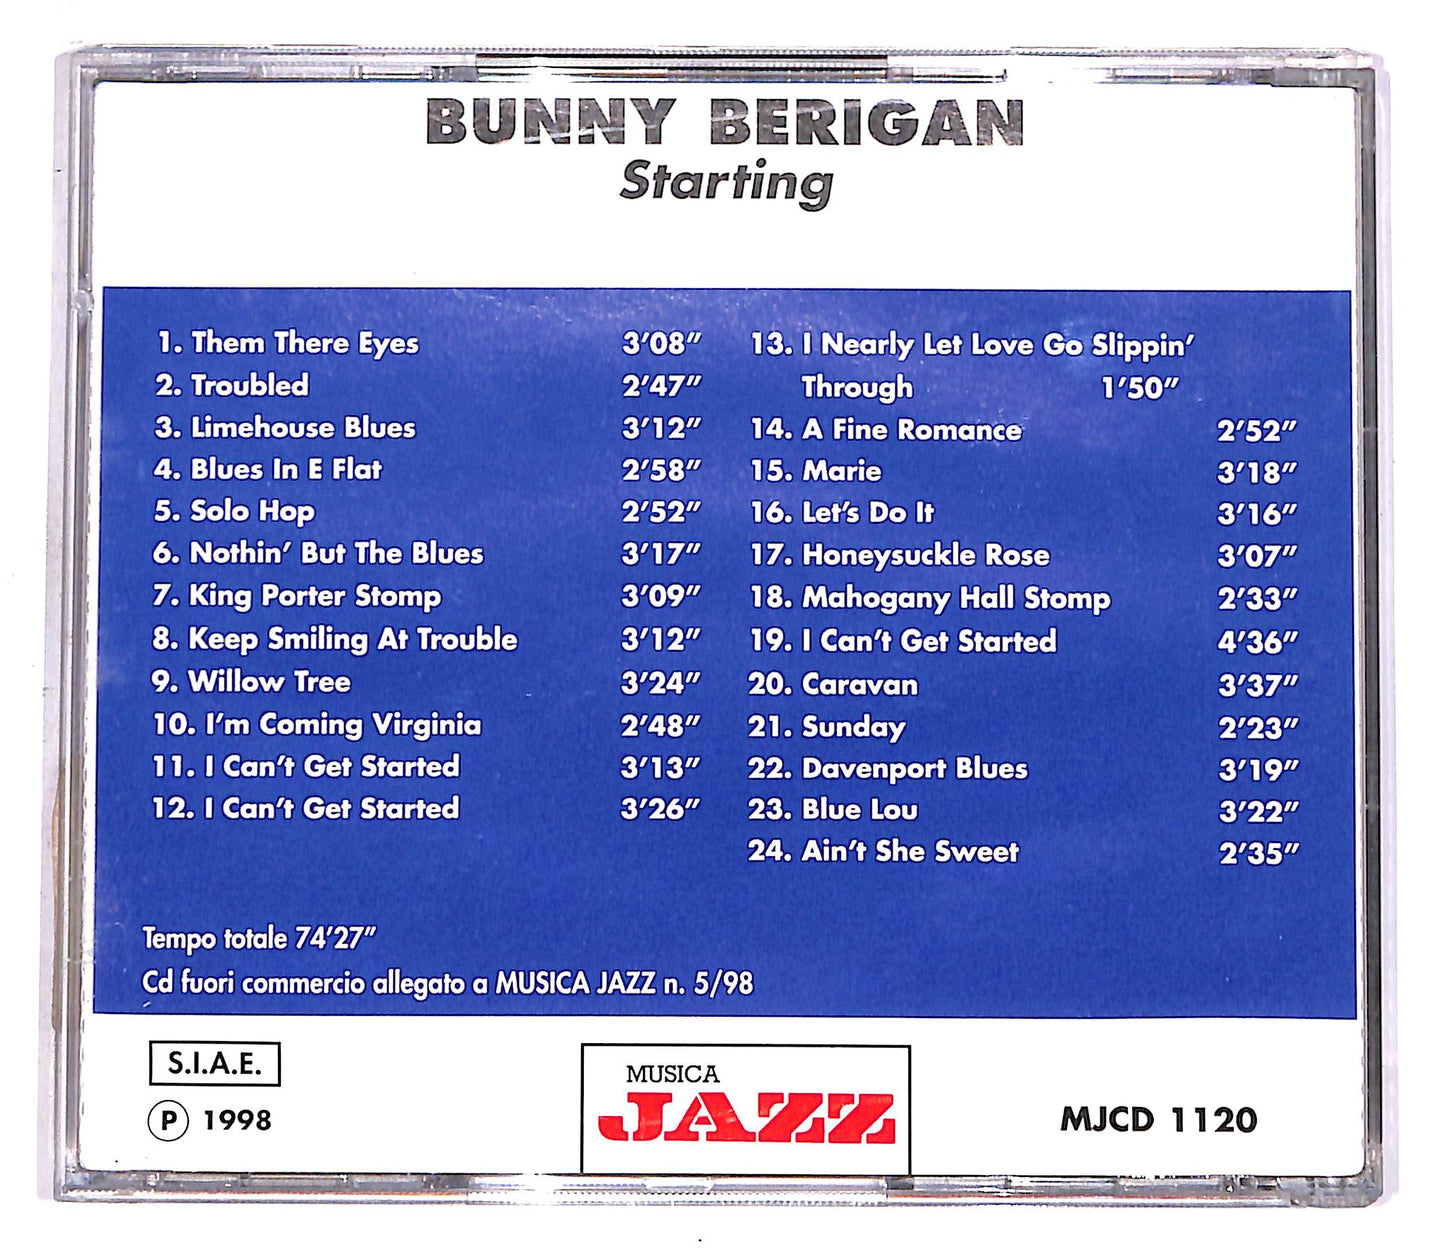 BUNNY BERIGAN
Starting
1. Them There Eyes 3'08"
2. Troubled 2'47"
3. Limehouse Blues 3'12"
4. Blues In E Flat 2'58"
5. Solo Hop 2'52"
6. Nothin' But The Blues 3'17"
7. King Porter Stomp 3'09"
8. Keep Smiling At Trouble 3'12"
9. Willow Tree 3'24"
10. I'm Coming Virginia 2'48"
11. I Can't Get Started 3'13"
12. I Can't Get Started 3'26"
13. I Nearly Let Love Go Slippin'
Through 1'50"
14. A Fine Romance 2'52"
15. Marie 3'18"
16. Let's Do It 3'16"
17. Honeysuckle Rose 3'07"
18. Mahogany Hall Stomp 2'33"
19. I Can't Get Started 4'36"
20. Caravan 3'37"
21. Sunday 2'23"
22. Davenport Blues 3'19"
23. Blue Lou 3'22"
24. Ain't She Sweet 2'35"
Tempo totale 74'27"
Cd fuori commercio allegato a MUSICA JAZZ n. 5/98
S.I.A.E.
℗ 1998
MUSICA
JAZZ
MJCD 1120